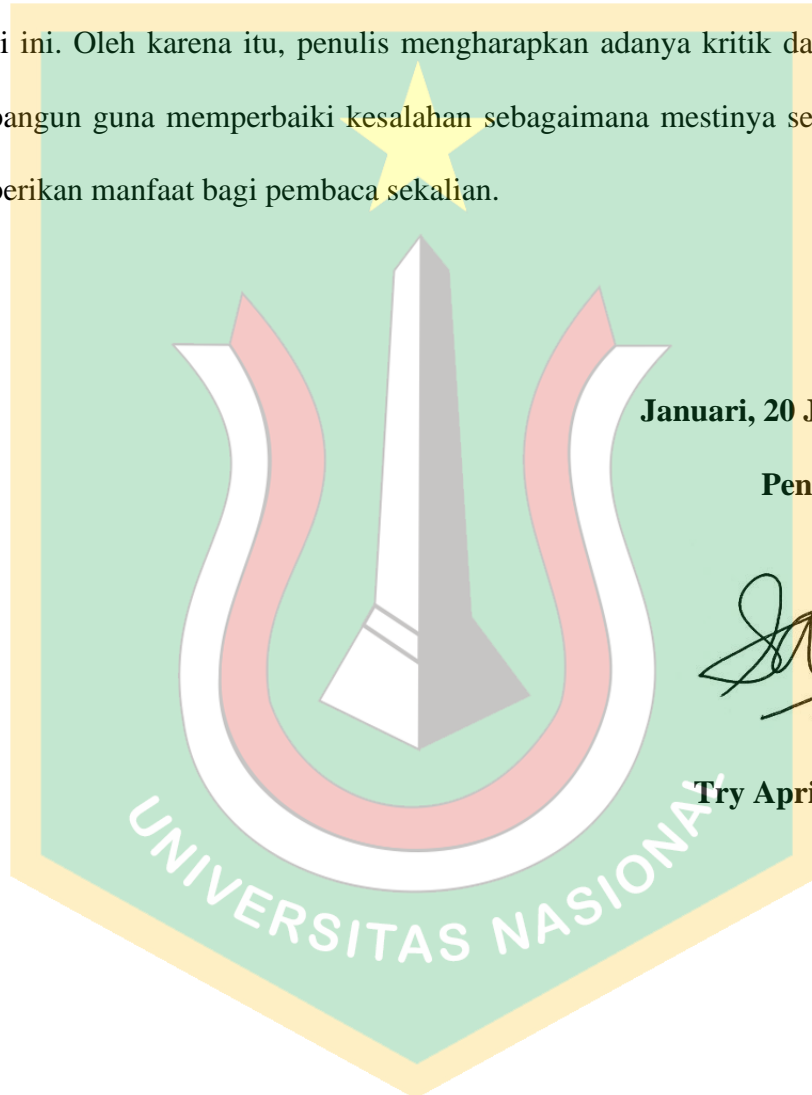 i ini. Oleh karena itu, penulis mengharapkan adanya kritik da
bangun guna memperbaiki kesalahan sebagaimana mestinya se
berikan manfaat bagi pembaca sekalian.
Januari, 20 J
Pen
Try Apri
UNIVERSITAS NASIONAL